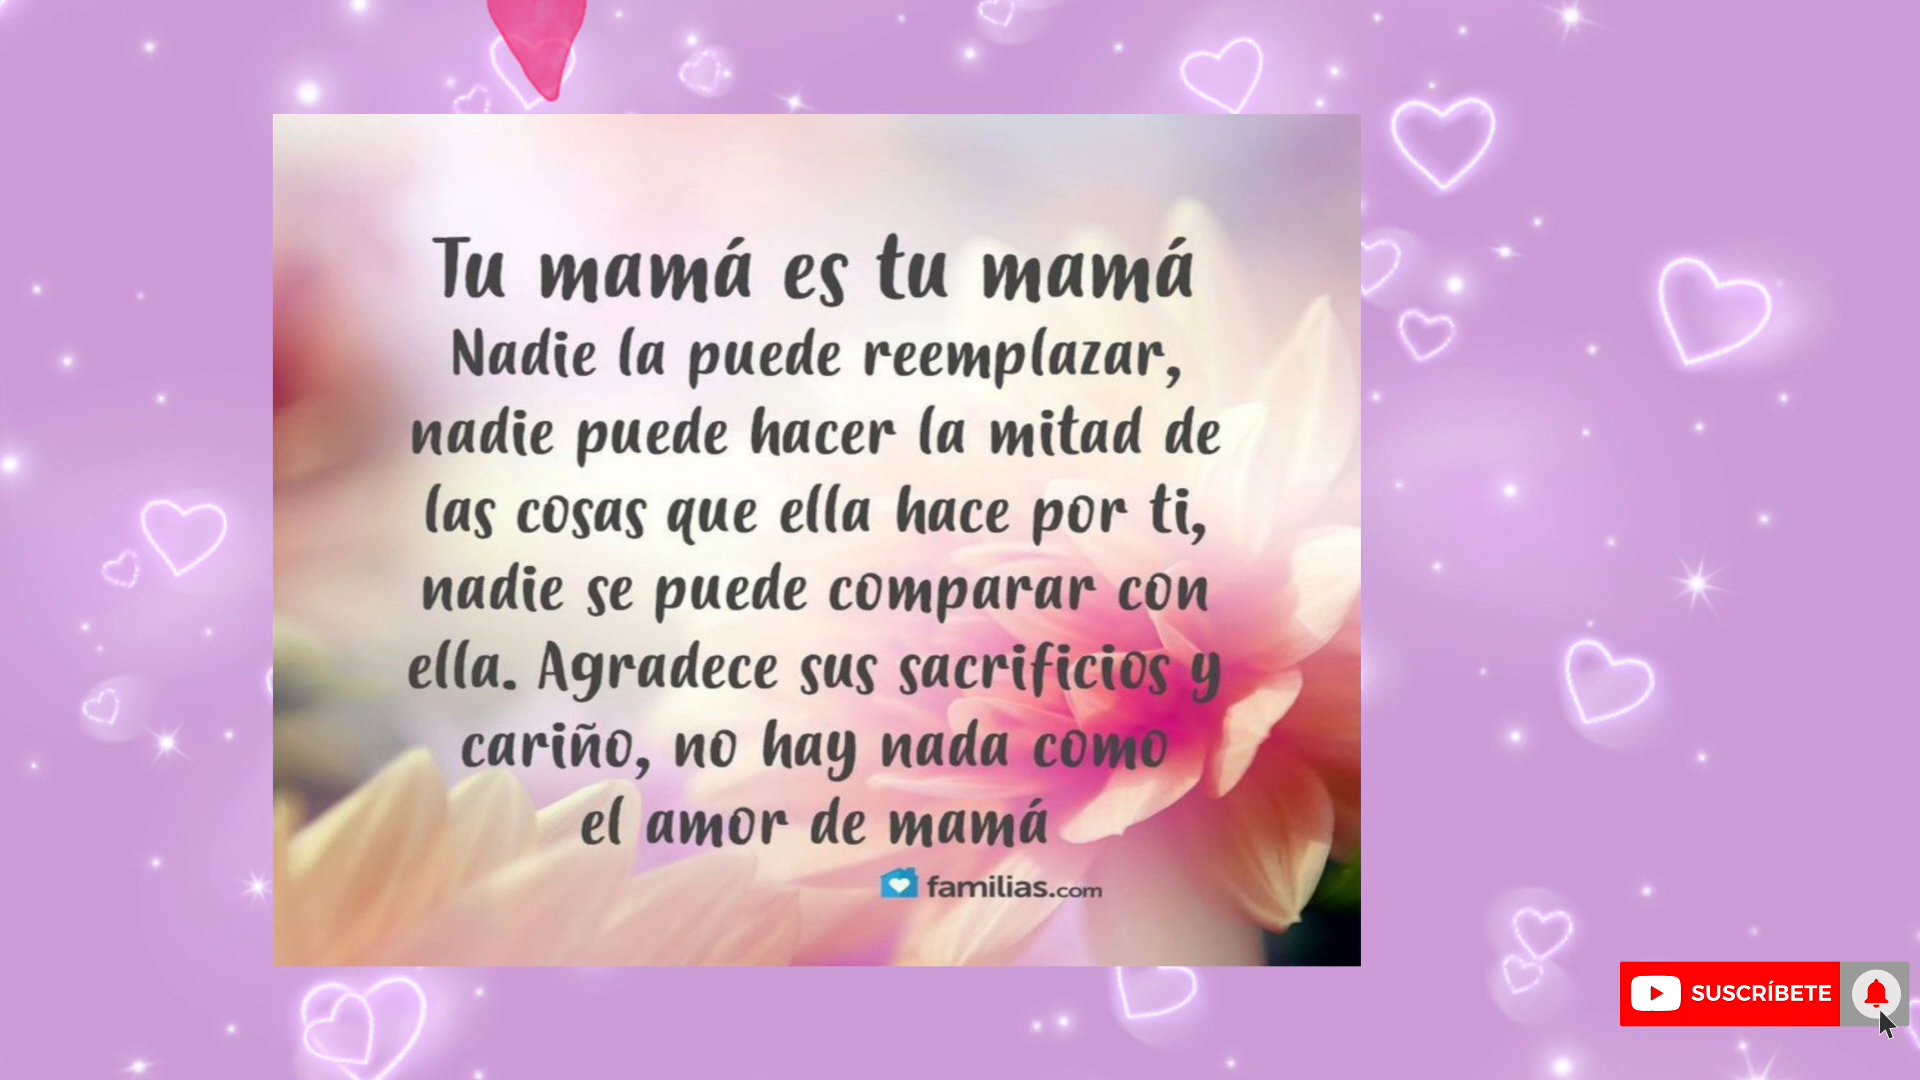 Tu mamá es tu mamá
Nadie la puede reemplazar,
nadie puede hacer la mitad de
las cosas que ella hace por ti,
nadie se puede comparar con
ella. Agradece sus sacrificios y
cariño, no hay nada como
el amor de mamá
familias.com
SUSCRÍBETE